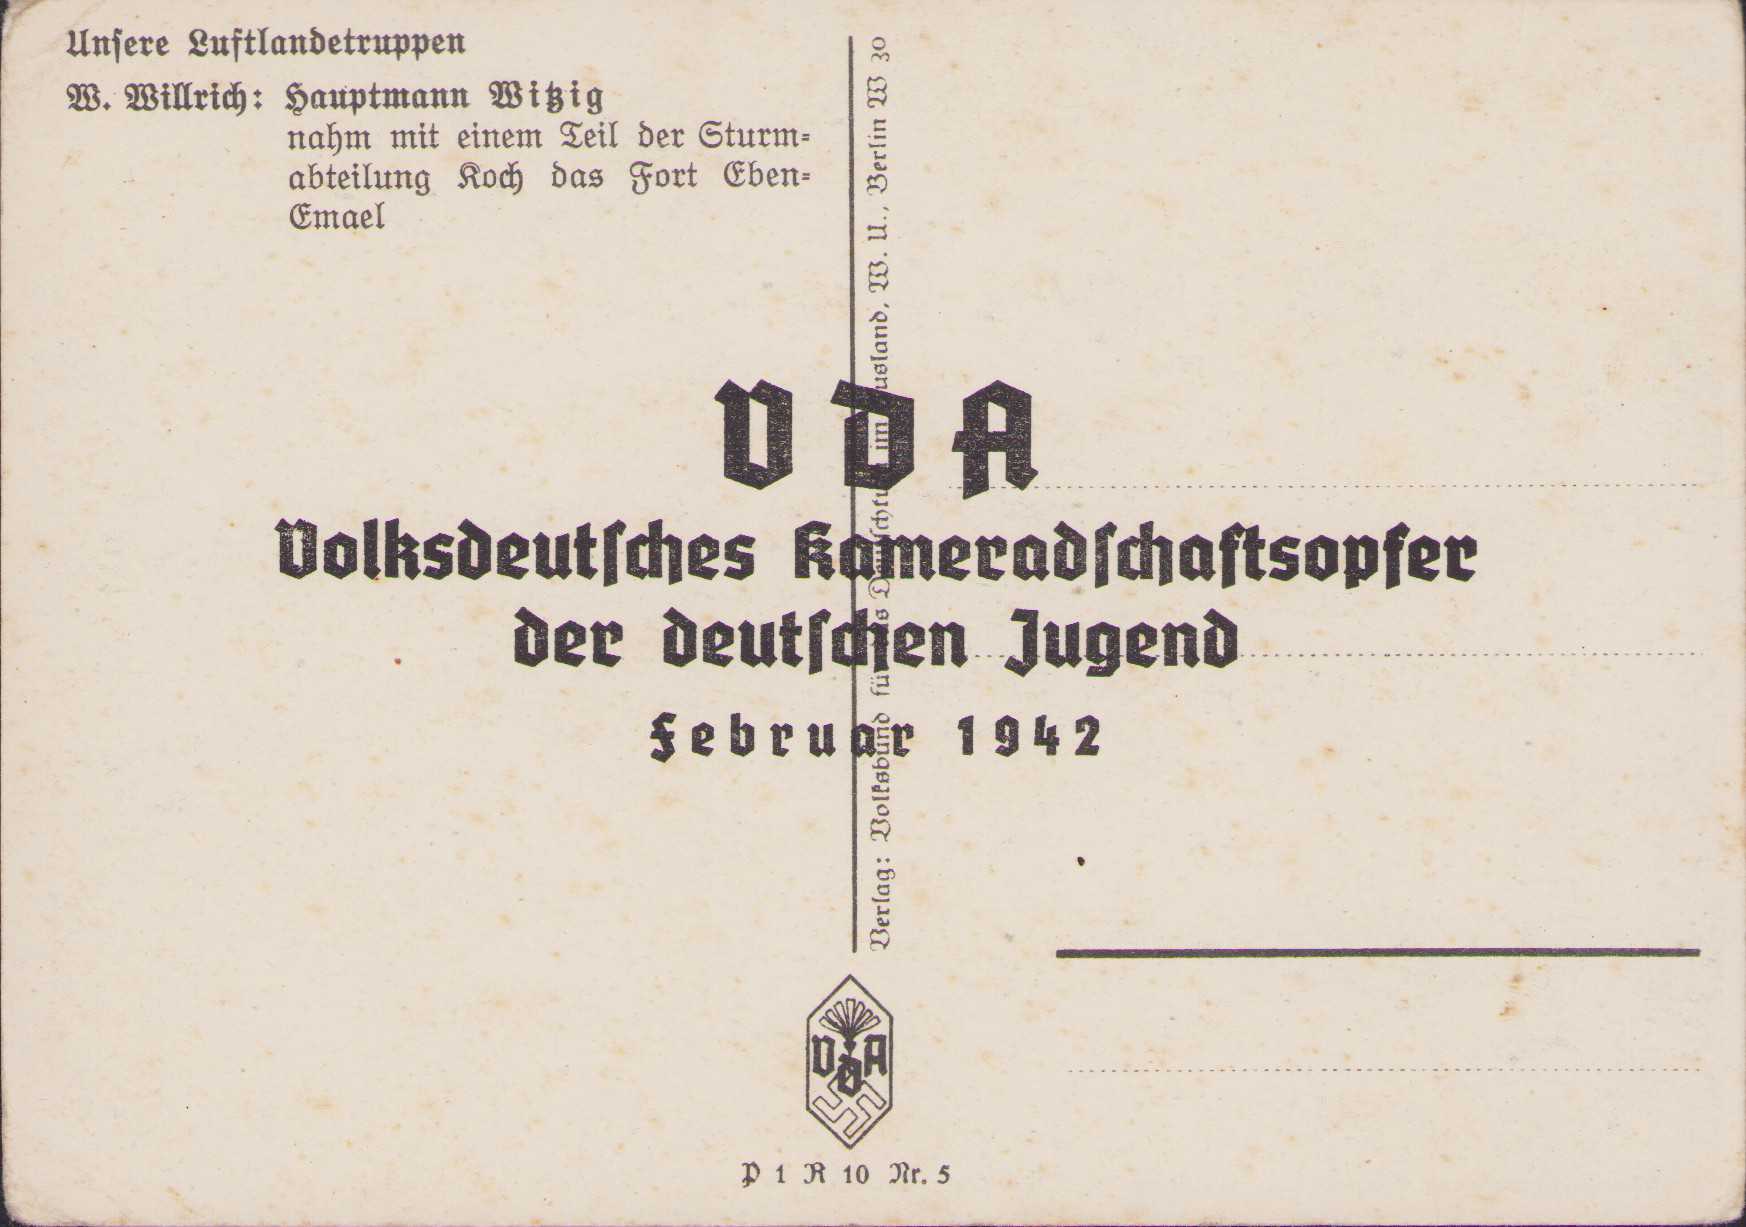 Unſere Luftlandetruppen
W. Willrich: Hauptmann Witzig
nahm mit einem Teil der Sturm-
abteilung Koch das Fort Eben-
Emael
Verlag: Volksbund für das Deutschtum im Ausland, W. U., Berlin W 30
VDA
Volksdeutſches Kameradſchaftsopfer
der deutſchen Jugend
Februar 1942
VDA
P 1 R 10 Nr. 5